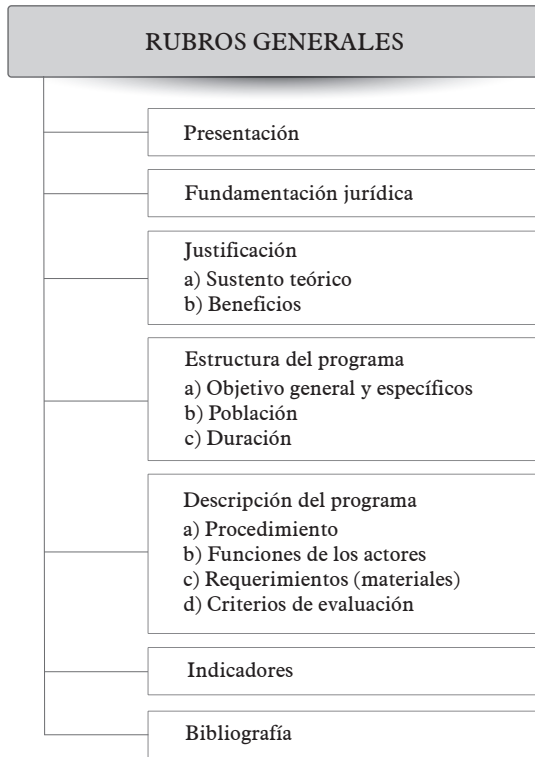 RUBROS GENERALES
Presentación
Fundamentación jurídica
Justificación
a) Sustento teórico
b) Beneficios
Estructura del programa
a) Objetivo general y específicos
b) Población
c) Duración
Descripción del programa
a) Procedimiento
b) Funciones de los actores
c) Requerimientos (materiales)
d) Criterios de evaluación
Indicadores
Bibliografía